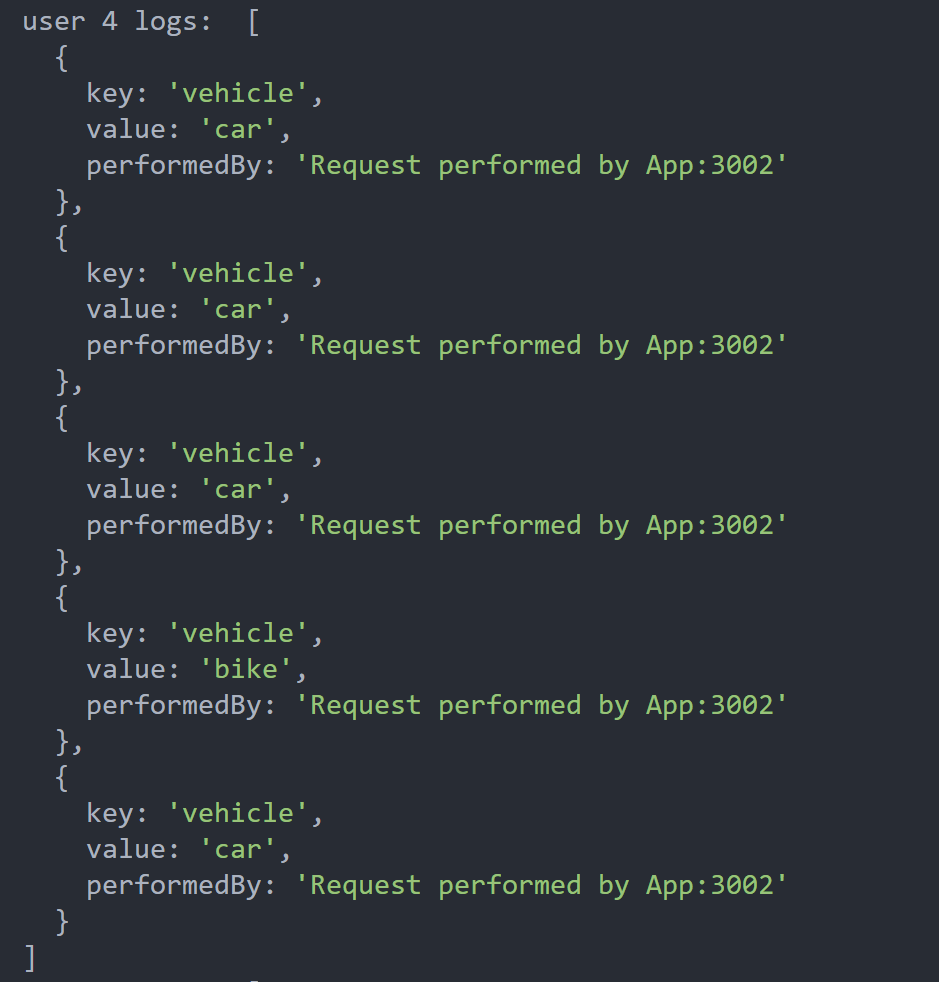 user 4 logs:  [
  {
    key: 'vehicle',
    value: 'car',
    performedBy: 'Request performed by App:3002'
  },
  {
    key: 'vehicle',
    value: 'car',
    performedBy: 'Request performed by App:3002'
  },
  {
    key: 'vehicle',
    value: 'car',
    performedBy: 'Request performed by App:3002'
  },
  {
    key: 'vehicle',
    value: 'bike',
    performedBy: 'Request performed by App:3002'
  },
  {
    key: 'vehicle',
    value: 'car',
    performedBy: 'Request performed by App:3002'
  }
]